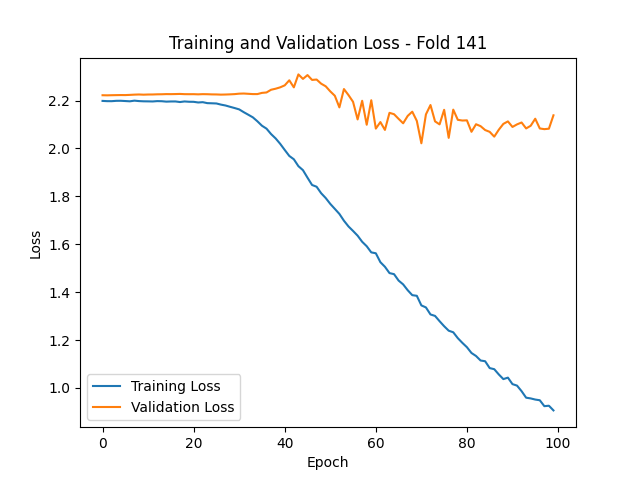 Training and Validation Loss - Fold 141
Loss
2.2
2.0
1.8
1.6
1.4
1.2
1.0
Training Loss
Validation Loss
0 20 40 60 80 100
Epoch